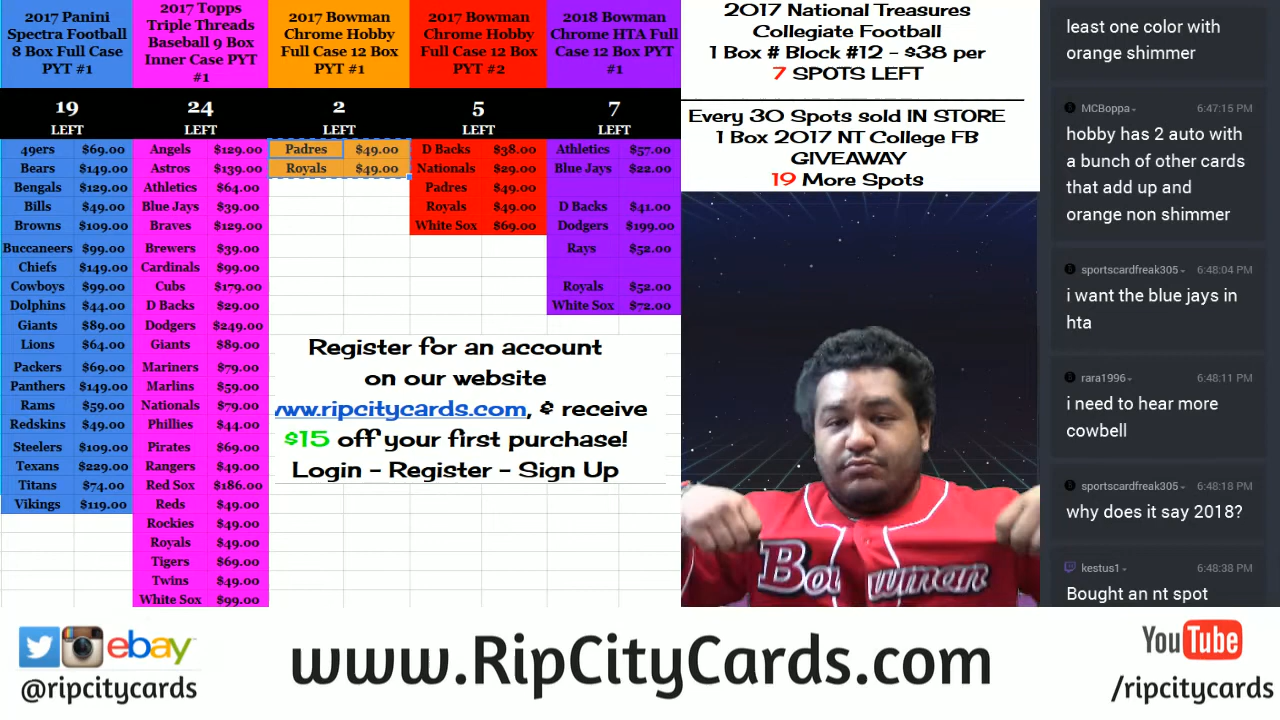 2017 Panini
Spectra Football
8 Box Full Case
PYT #1
19
LEFT
49ers $69.00
Bears $149.00
Bengals $129.00
Bills $49.00
Browns $109.00
Buccaneers $99.00
Chiefs $149.00
Cowboys $99.00
Dolphins $44.00
Giants $89.00
Lions $64.00
Packers $69.00
Panthers $149.00
Rams $59.00
Redskins $49.00
Steelers $109.00
Texans $229.00
Titans $74.00
Vikings $119.00
2017 Topps
Triple Threads
Baseball 9 Box
Inner Case PYT
#1
24
LEFT
Angels $129.00
Astros $139.00
Athletics $64.00
Blue Jays $39.00
Braves $129.00
Brewers $39.00
Cardinals $99.00
Cubs $179.00
D Backs $29.00
Dodgers $249.00
Giants $89.00
Mariners $79.00
Marlins $59.00
Nationals $79.00
Phillies $44.00
Pirates $69.00
Rangers $49.00
Red Sox $186.00
Reds $49.00
Rockies $49.00
Royals $49.00
Tigers $69.00
Twins $49.00
White Sox $99.00
2017 Bowman
Chrome Hobby
Full Case 12 Box
PYT #1
2
LEFT
Padres $49.00
Royals $49.00
2017 Bowman
Chrome Hobby
Full Case 12 Box
PYT #2
5
LEFT
D Backs $38.00
Nationals $29.00
Padres $49.00
Royals $49.00
White Sox $69.00
2018 Bowman
Chrome HTA Full
Case 12 Box PYT
#1
7
LEFT
Athletics $57.00
Blue Jays $22.00
D Backs $41.00
Dodgers $199.00
Rays $52.00
Royals $52.00
White Sox $72.00
Register for an account
on our website
www.ripcitycards.com, & receive
$15 off your first purchase!
Login - Register - Sign Up
2017 National Treasures
Collegiate Football
1 Box # Block #12 - $38 per
7 SPOTS LEFT
Every 30 Spots sold IN STORE
1 Box 2017 NT College FB
GIVEAWAY
19 More Spots
Bowman
least one color with
orange shimmer
MCBoppa 6:47:15 PM
hobby has 2 auto with
a bunch of other cards
that add up and
orange non shimmer
sportscardfreak305 6:48:04 PM
i want the blue jays in
hta
rara1996 6:48:11 PM
i need to hear more
cowbell
sportscardfreak305 6:48:18 PM
why does it say 2018?
kestus1 6:48:38 PM
Bought an nt spot
ebay
@ripcitycards
www.RipCityCards.com
YouTube
/ripcitycards